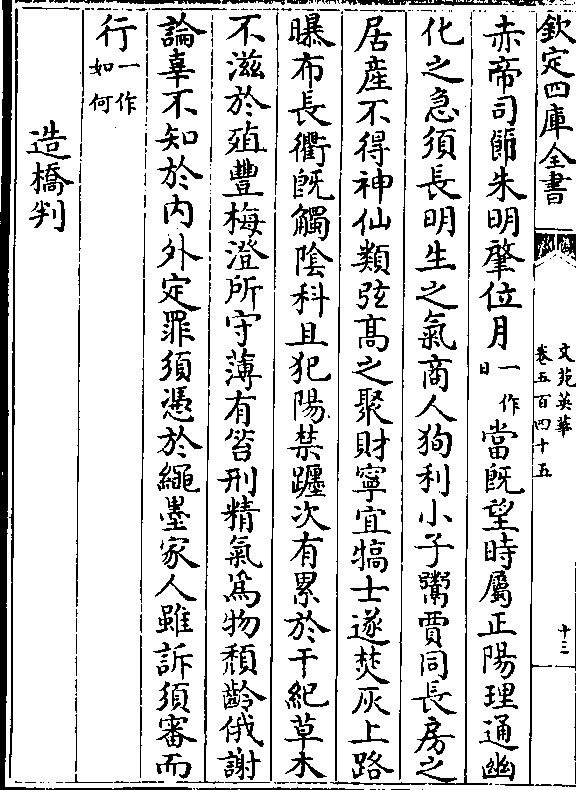 欽定四庫全書
文苑英華
卷五百四十五
十三
赤帝司節朱明肇位月一作日當旣望時屬正陽理通幽
化之急須長明生之氣商人狥利小子鬻賈同長房之
居産不得神仙類弦髙之聚財寧宜犒士遂焚灰上路
曝布長衢旣觸陰科且犯陽禁躔次有累於干紀草木
不滋於殖豐梅澄所守薄有笞刑精氣爲物頽齡俄謝
論辜不知於内外定罪須憑於繩墨家人雖訴須審而
行一作如何
造橋判